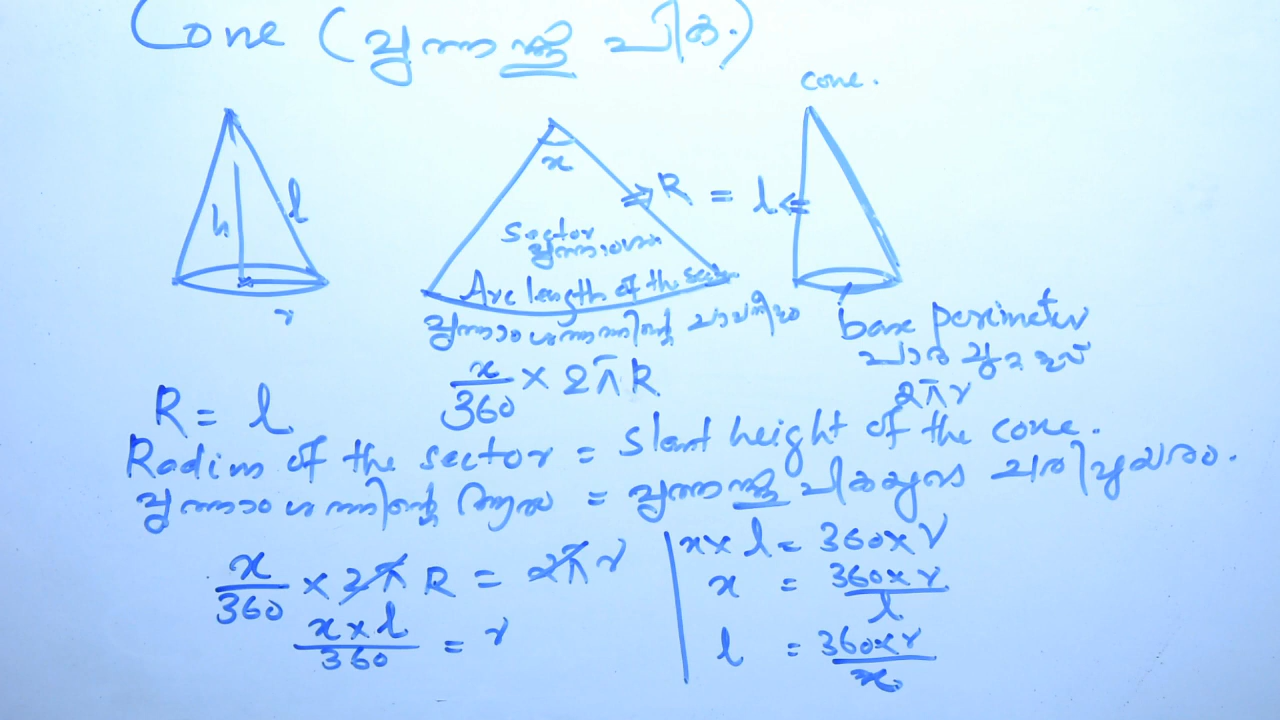 Cone (വൃത്തസ്തൂപിക.)
cone.
h
l
r
x
R = l
Sector
വൃത്താംശം
Arc length of the sector
വൃത്താംശത്തിന്റെ ചാപനീളം
x/360 × 2πR
base perimeter
പാദചുറ്റളവ്
2πr
R = l
Radius of the sector = Slant height of the cone.
വൃത്താംശത്തിന്റെ ആരം = വൃത്തസ്തൂപികയുടെ ചരിവുയരം.
x/360 × 2πR = 2πr
x×l/360 = r
x×l = 360×r
x = 360×r/l
l = 360×r/x